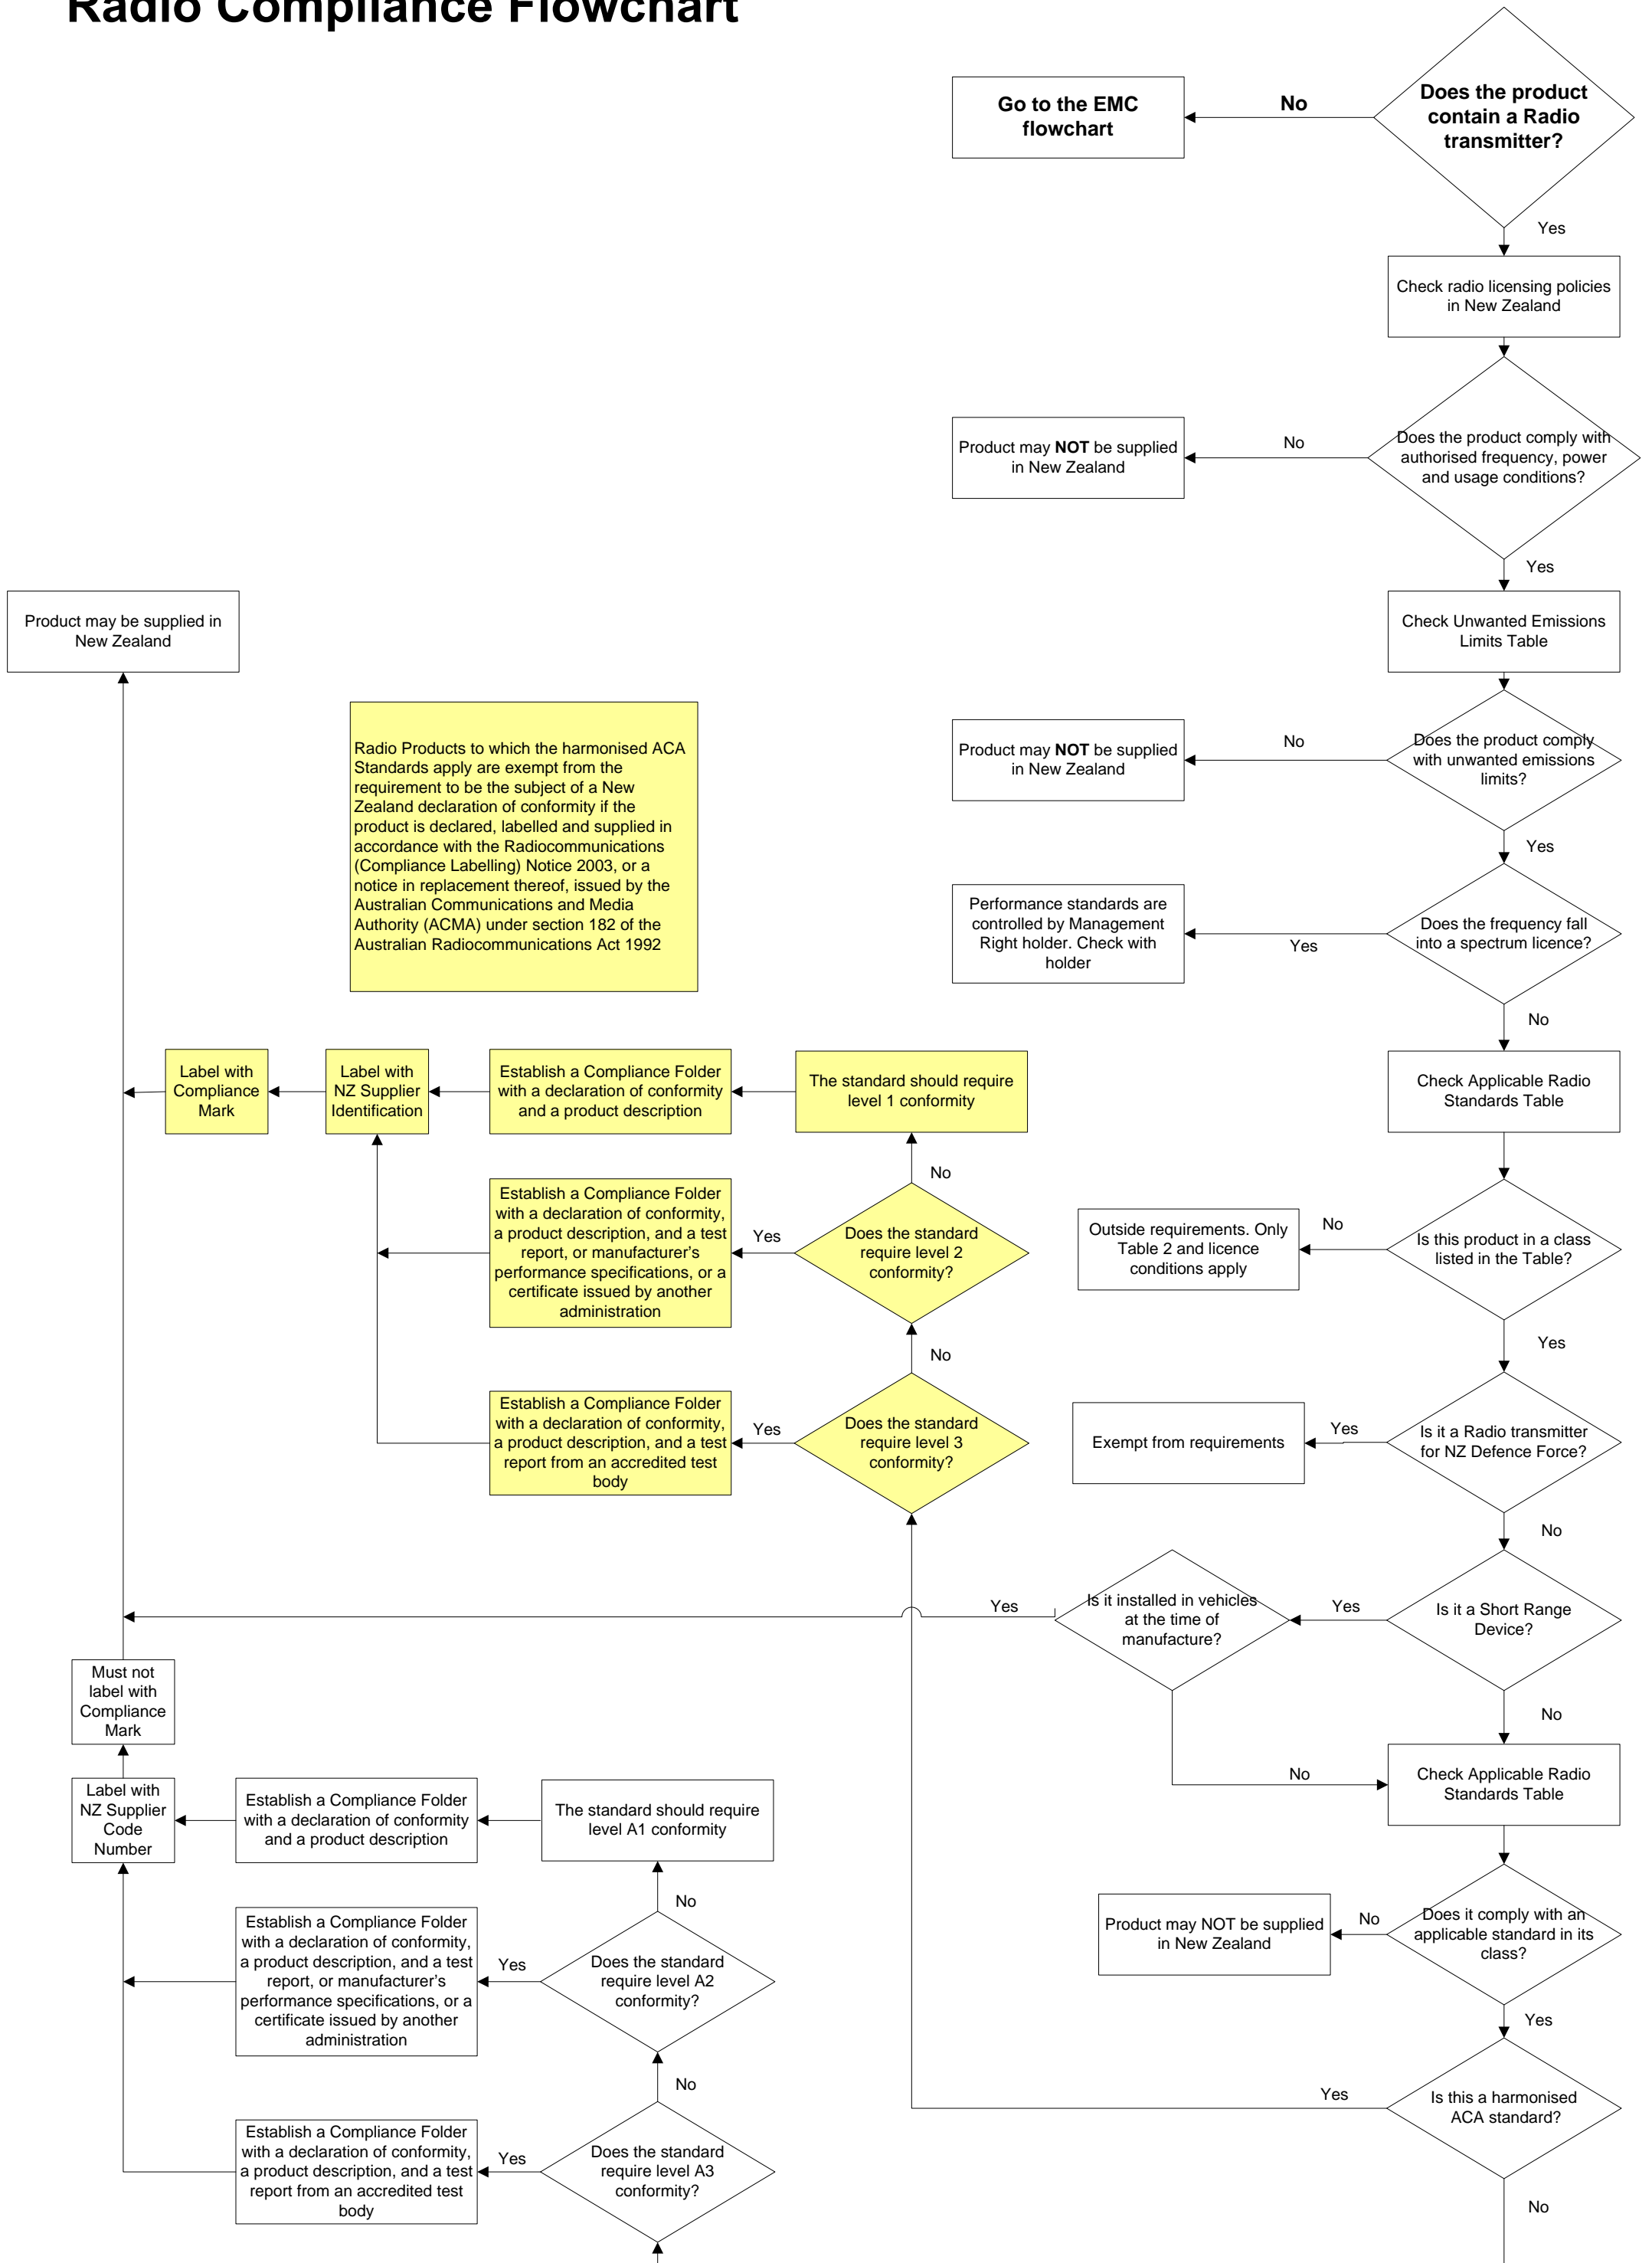 Radio Compliance Flowchart
Does the product
contain a Radio
transmitter?
No
Go to the EMC
flowchart
Yes
Check radio licensing policies
in New Zealand
Does the product comply with
authorised frequency, power
and usage conditions?
No
Product may NOT be supplied
in New Zealand
Yes
Check Unwanted Emissions
Limits Table
Product may be supplied in
New Zealand
Does the product comply
with unwanted emissions
limits?
No
Product may NOT be supplied
in New Zealand
Yes
Radio Products to which the harmonised ACA
Standards apply are exempt from the
requirement to be the subject of a New
Zealand declaration of conformity if the
product is declared, labelled and supplied in
accordance with the Radiocommunications
(Compliance Labelling) Notice 2003, or a
notice in replacement thereof, issued by the
Australian Communications and Media
Authority (ACMA) under section 182 of the
Australian Radiocommunications Act 1992
Does the frequency fall
into a spectrum licence?
Yes
Performance standards are
controlled by Management
Right holder. Check with
holder
No
Check Applicable Radio
Standards Table
The standard should require
level 1 conformity
Establish a Compliance Folder
with a declaration of conformity
and a product description
Label with
NZ Supplier
Identification
Label with
Compliance
Mark
No
Is this product in a class
listed in the Table?
No
Outside requirements. Only
Table 2 and licence
conditions apply
Does the standard
require level 2
conformity?
Yes
Establish a Compliance Folder
with a declaration of conformity,
a product description, and a test
report, or manufacturer’s
performance specifications, or a
certificate issued by another
administration
Yes
No
Is it a Radio transmitter
for NZ Defence Force?
Yes
Exempt from requirements
Does the standard
require level 3
conformity?
Yes
Establish a Compliance Folder
with a declaration of conformity,
a product description, and a test
report from an accredited test
body
No
Is it a Short Range
Device?
Yes
Is it installed in vehicles
at the time of
manufacture?
Yes
No
Must not
label with
Compliance
Mark
Check Applicable Radio
Standards Table
No
Label with
NZ Supplier
Code
Number
Establish a Compliance Folder
with a declaration of conformity
and a product description
The standard should require
level A1 conformity
No
Does it comply with an
applicable standard in its
class?
No
Product may NOT be supplied
in New Zealand
Does the standard
require level A2
conformity?
Yes
Establish a Compliance Folder
with a declaration of conformity,
a product description, and a test
report, or manufacturer’s
performance specifications, or a
certificate issued by another
administration
Yes
No
Is this a harmonised
ACA standard?
Yes
Does the standard
require level A3
conformity?
Yes
Establish a Compliance Folder
with a declaration of conformity,
a product description, and a test
report from an accredited test
body
No